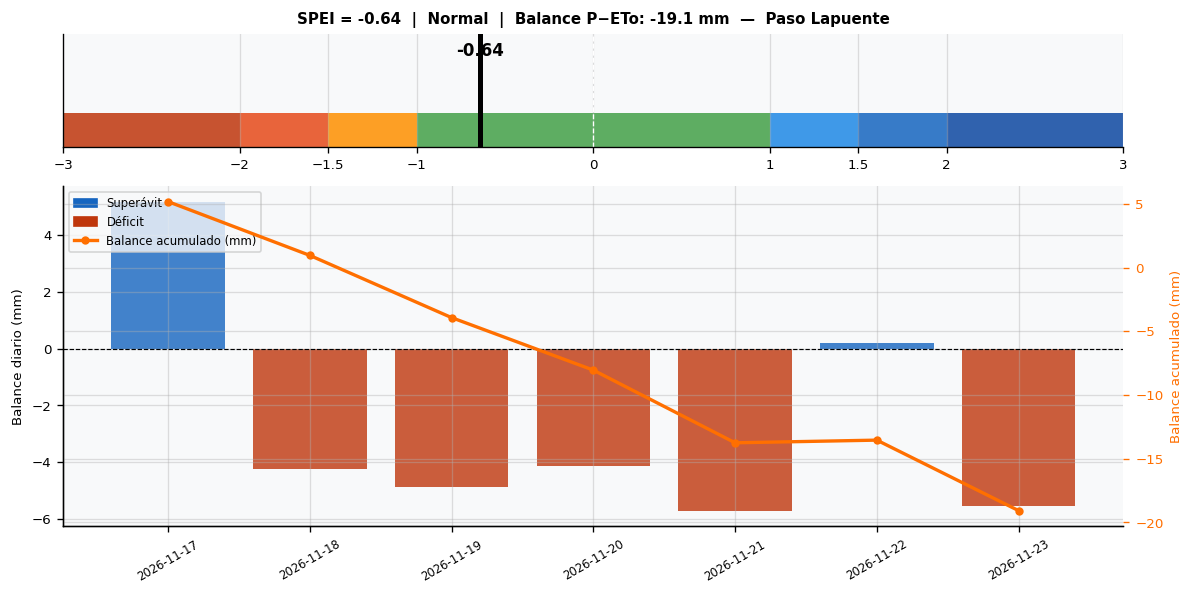 SPEI = -0.64  |  Normal  |  Balance P−ETo: -19.1 mm  —  Paso Lapuente
-0.64
−3 −2 −1.5 −1 0 1 1.5 2 3
Superávit
Déficit
Balance acumulado (mm)
Balance diario (mm)
4
2
0
−2
−4
−6
5
0
−5
−10
−15
−20
Balance acumulado (mm)
2026-11-17 2026-11-18 2026-11-19 2026-11-20 2026-11-21 2026-11-22 2026-11-23